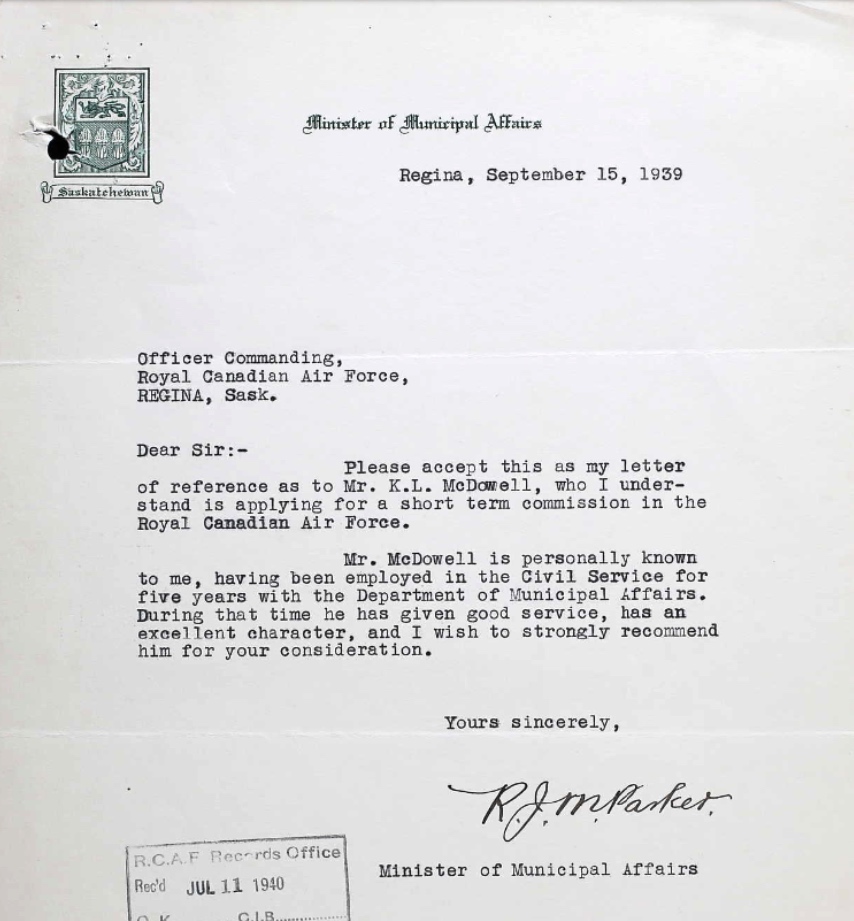 Minister of Municipal Affairs
Saskatchewan
Regina, September 15, 1939
Officer Commanding,
Royal Canadian Air Force,
REGINA, Sask.
Dear Sir:-
Please accept this as my letter
of reference as to Mr. K.L. McDowell, who I under-
stand is applying for a short term commission in the
Royal Canadian Air Force.
Mr. McDowell is personally known
to me, having been employed in the Civil Service for
five years with the Department of Municipal Affairs.
During that time he has given good service, has an
excellent character, and I wish to strongly recommend
him for your consideration.
Yours sincerely,
R.J.M.Parker.
Minister of Municipal Affairs
R.C.A.F Records Office
Rec'd JUL 11 1940